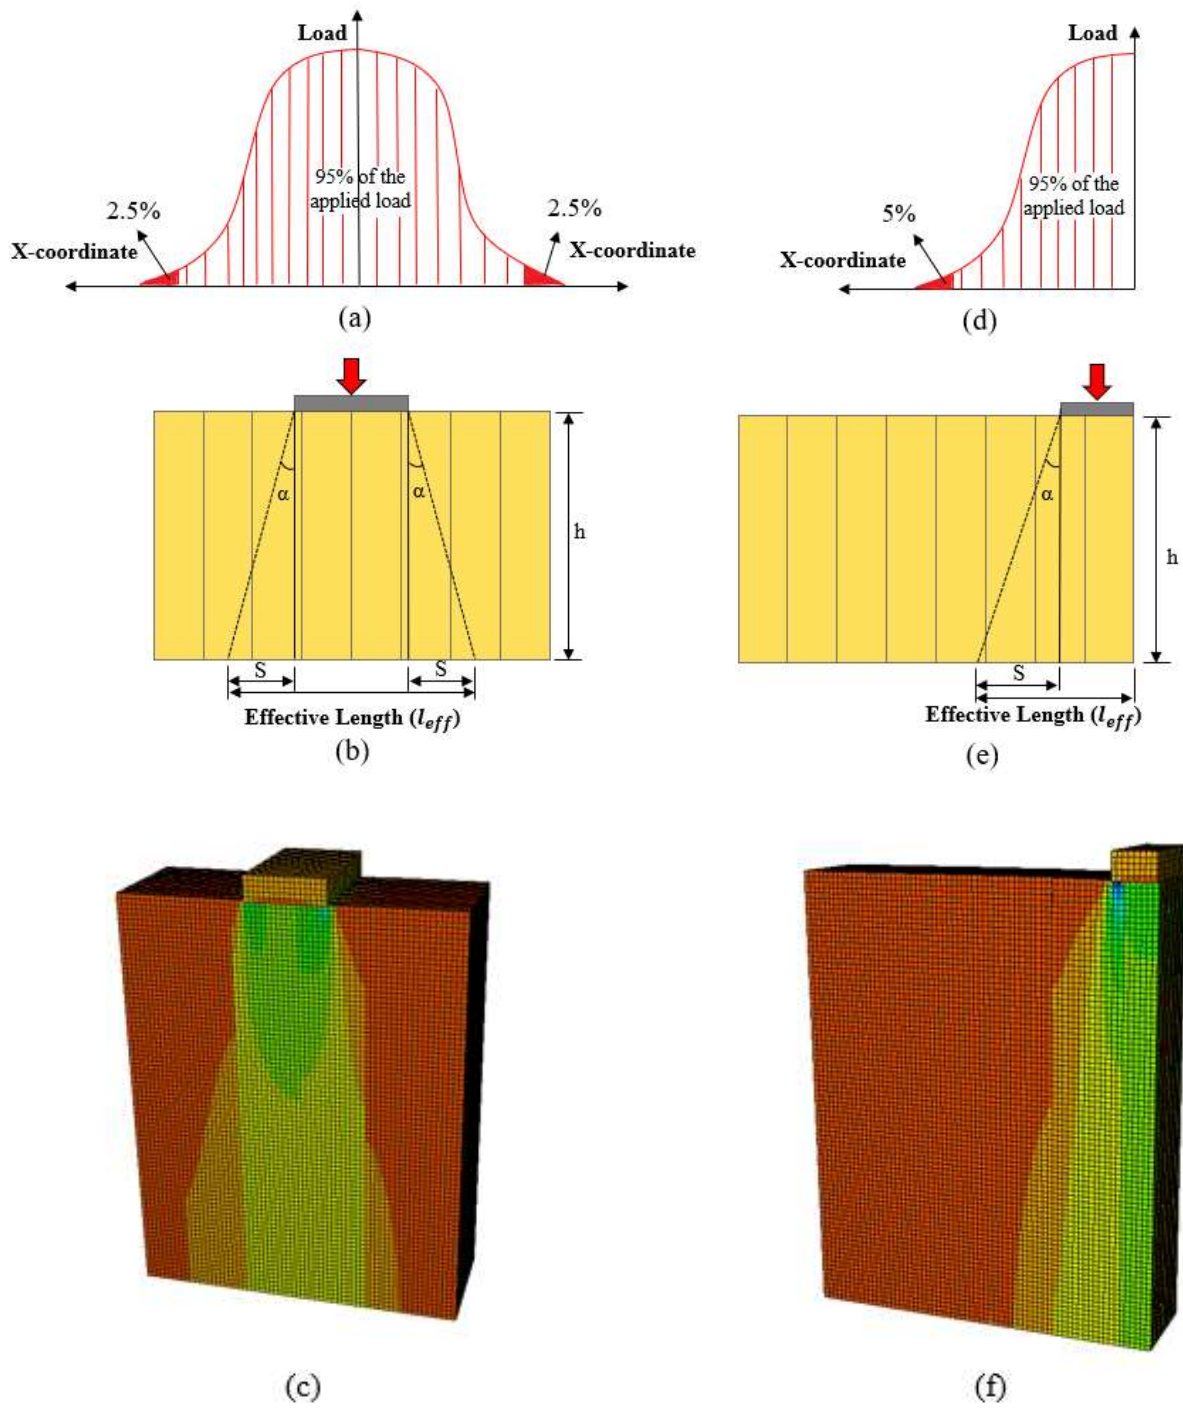 Load
95% of the
applied load
2.5%
2.5%
X-coordinate
X-coordinate
(a)
Load
95% of the
applied load
5%
X-coordinate
(d)
α
α
h
S
S
Effective Length (l_eff)
(b)
α
h
S
Effective Length (l_eff)
(e)
(c)
(f)